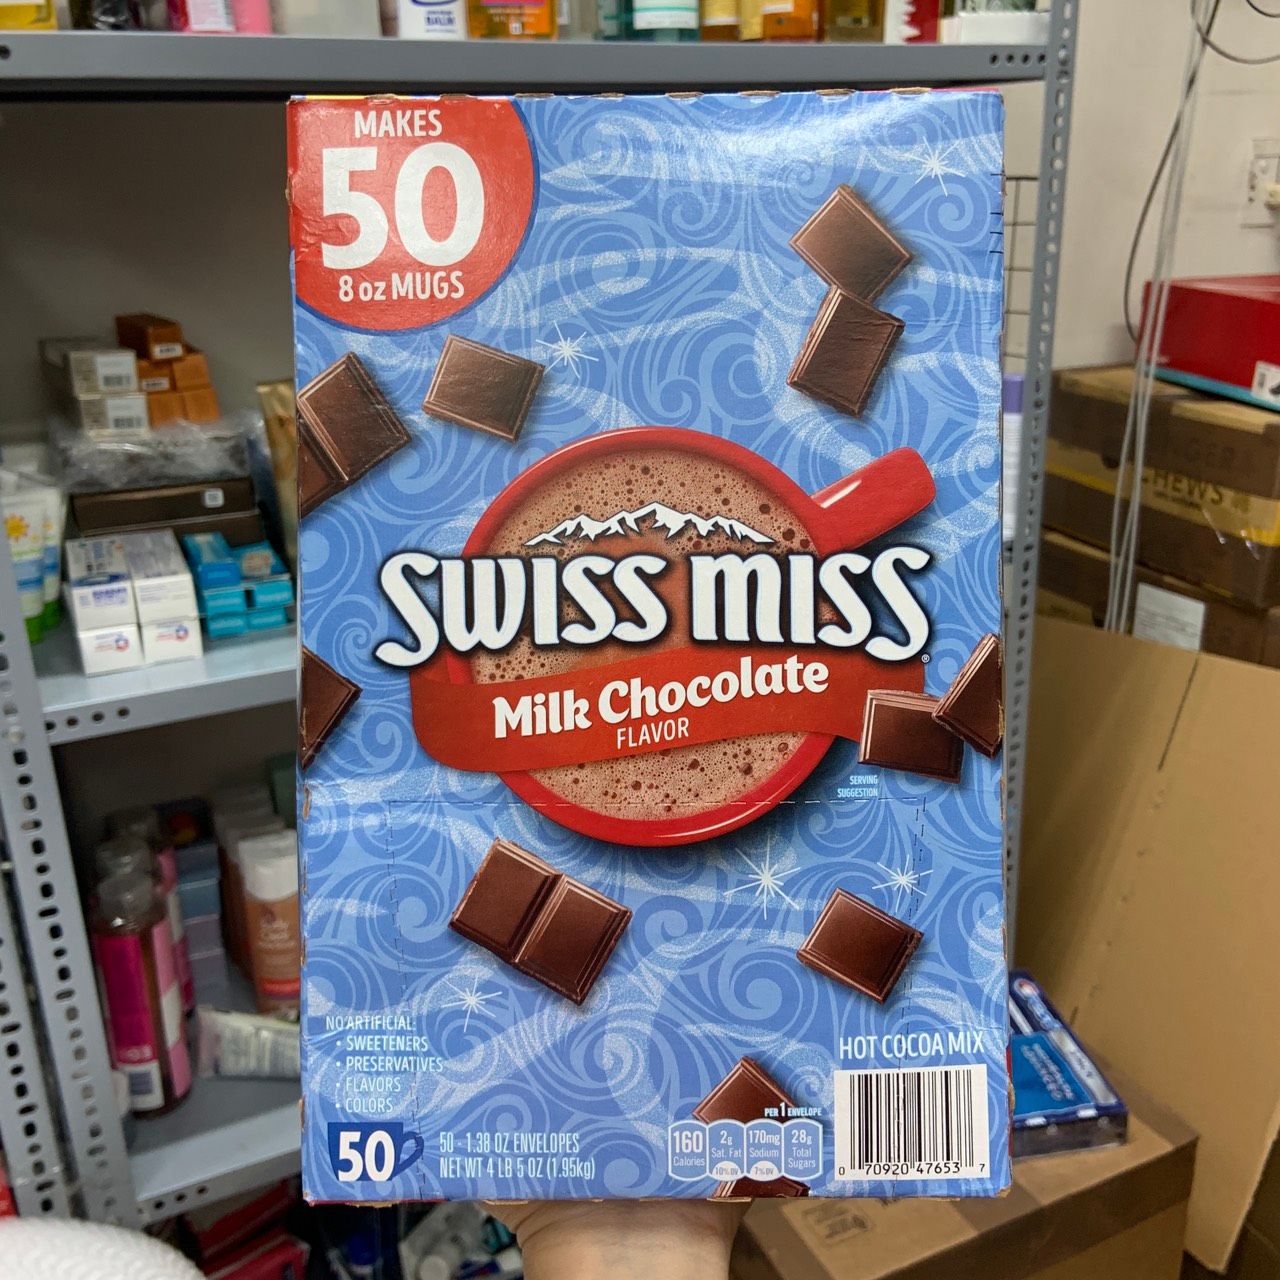 BALM
MAKES
50
8 oz MUGS
SWISS MISS
Milk Chocolate
FLAVOR
SERVING
SUGGESTION
NO ARTIFICIAL:
• SWEETENERS
• PRESERVATIVES
• FLAVORS
• COLORS
50
50 - 1.38 OZ ENVELOPES
NET WT 4 LB 5 OZ (1.95kg)
PER 1 ENVELOPE
160 Calories
2g Sat. Fat 10% DV
170mg Sodium 7% DV
28g Total Sugars
HOT COCOA MIX
0 70920 47653 7
CHEWS